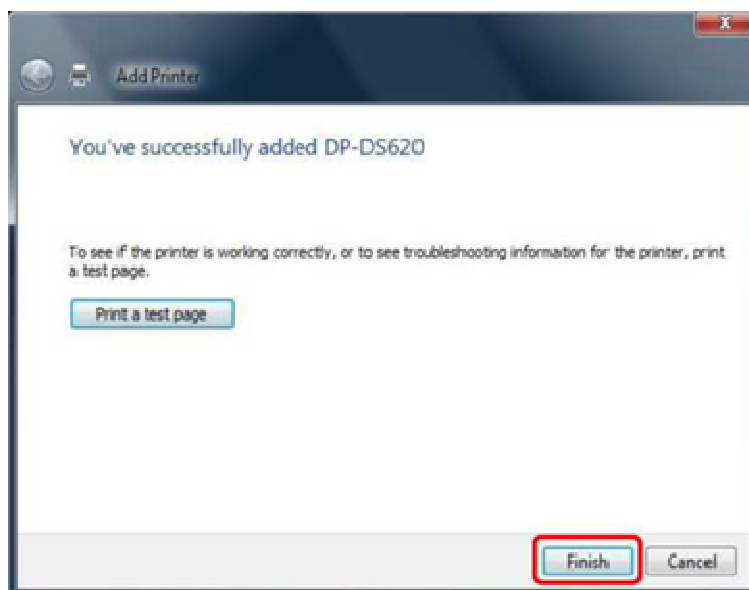 Add Printer
You've successfully added DP-DS620
To see if the printer is working correctly, or to see troubleshooting information for the printer, print
a test page.
Print a test page
Finish
Cancel